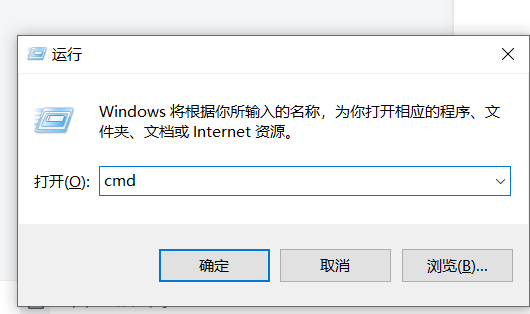 运行
Windows 将根据你所输入的名称，为你打开相应的程序、文
件夹、文档或 Internet 资源。
打开(O):
cmd
确定
取消
浏览(B)...